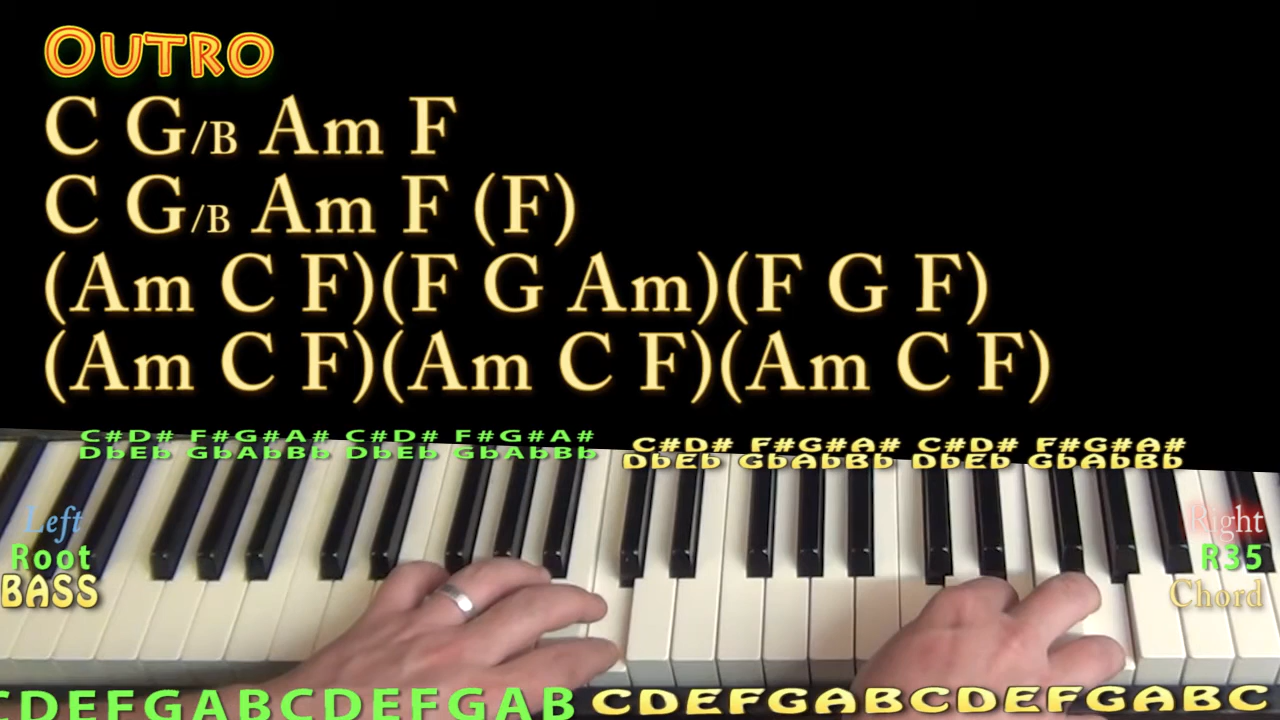 OUTRO
C G/B Am F
C G/B Am F (F)
(Am C F)(F G Am)(F G F)
(Am C F)(Am C F)(Am C F)
C#D# F#G#A# C#D# F#G#A#
DbEb GbAbBb DbEb GbAbBb
C#D# F#G#A# C#D# F#G#A#
DbEb GbAbBb DbEb GbAbBb
Left
Root
BASS
Right
R35
Chord
CDEFGABCDEFGAB
CDEFGABCDEFGABC